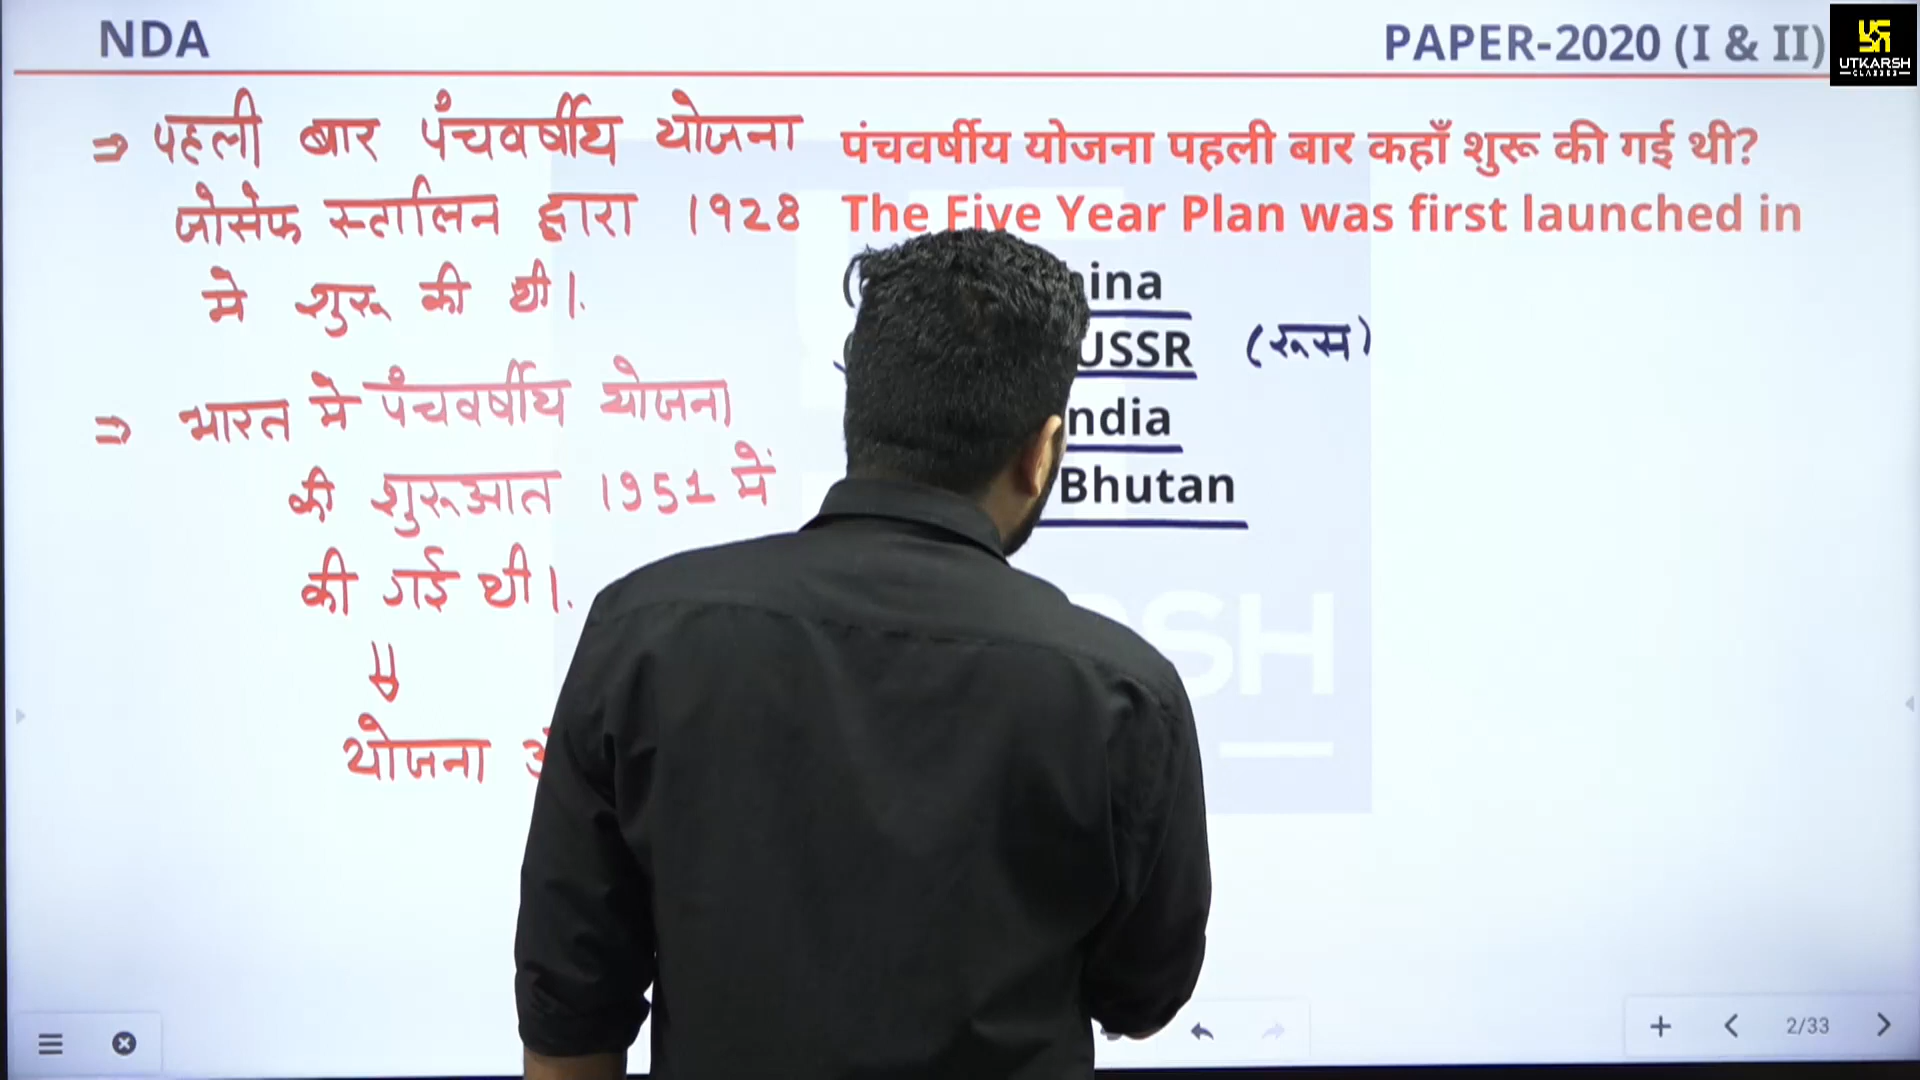 NDA
PAPER-2020 (I & II)
UTKARSH
CLASSES
⇒ पहली बार पंचवर्षीय योजना
जोसेफ स्तालिन द्वारा 1928
मे शुरू की थी।
⇒ भारत मे पंचवर्षीय योजना
की शुरूआत 1951 में
की गई थी।
योजना
पंचवर्षीय योजना पहली बार कहाँ शुरू की गई थी?
The Five Year Plan was first launched in
USSR (रूस)
Bhutan
2/33